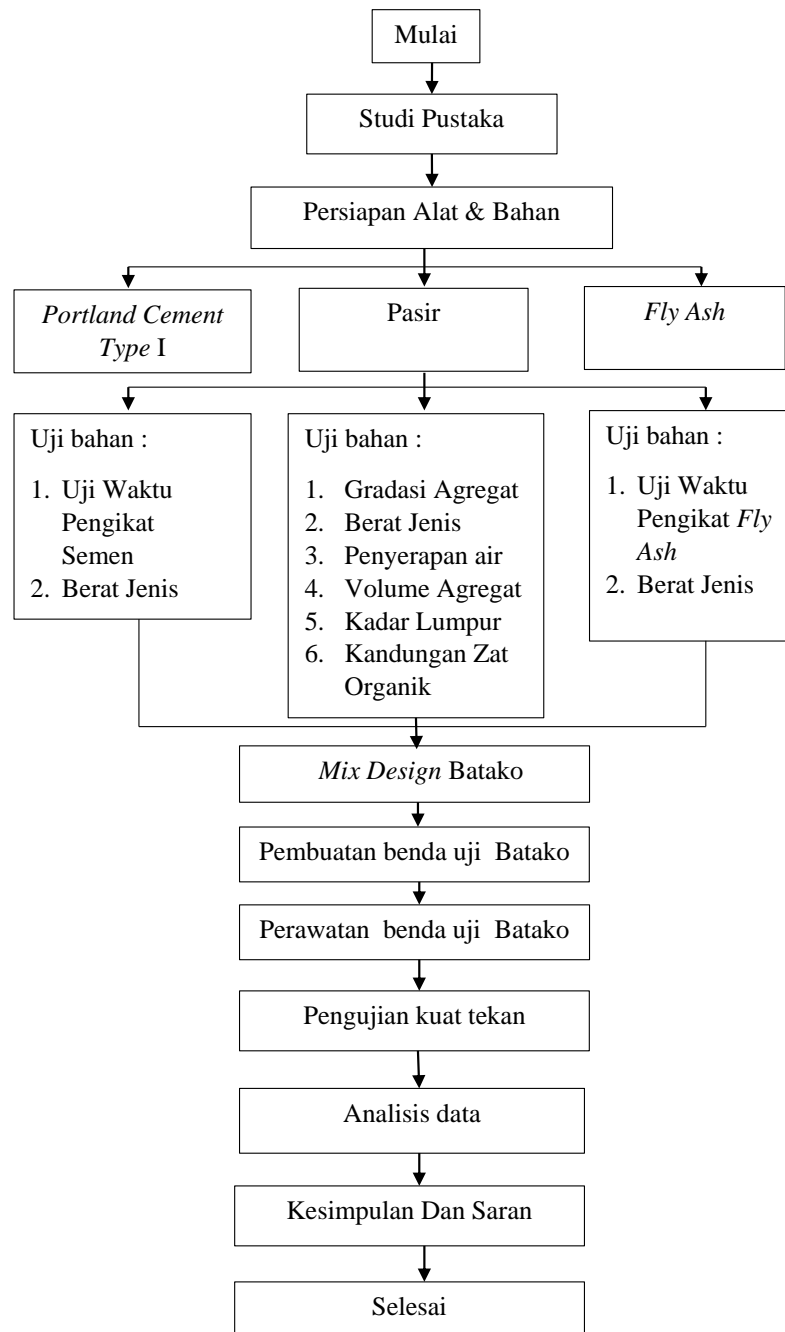 Mulai
Studi Pustaka
Persiapan Alat & Bahan
Portland Cement
Type I
Pasir
Fly Ash
Uji bahan :
1. Uji Waktu
Pengikat
Semen
2. Berat Jenis
Uji bahan :
1. Gradasi Agregat
2. Berat Jenis
3. Penyerapan air
4. Volume Agregat
5. Kadar Lumpur
6. Kandungan Zat
Organik
Uji bahan :
1. Uji Waktu
Pengikat Fly
Ash
2. Berat Jenis
Mix Design Batako
Pembuatan benda uji Batako
Perawatan benda uji Batako
Pengujian kuat tekan
Analisis data
Kesimpulan Dan Saran
Selesai